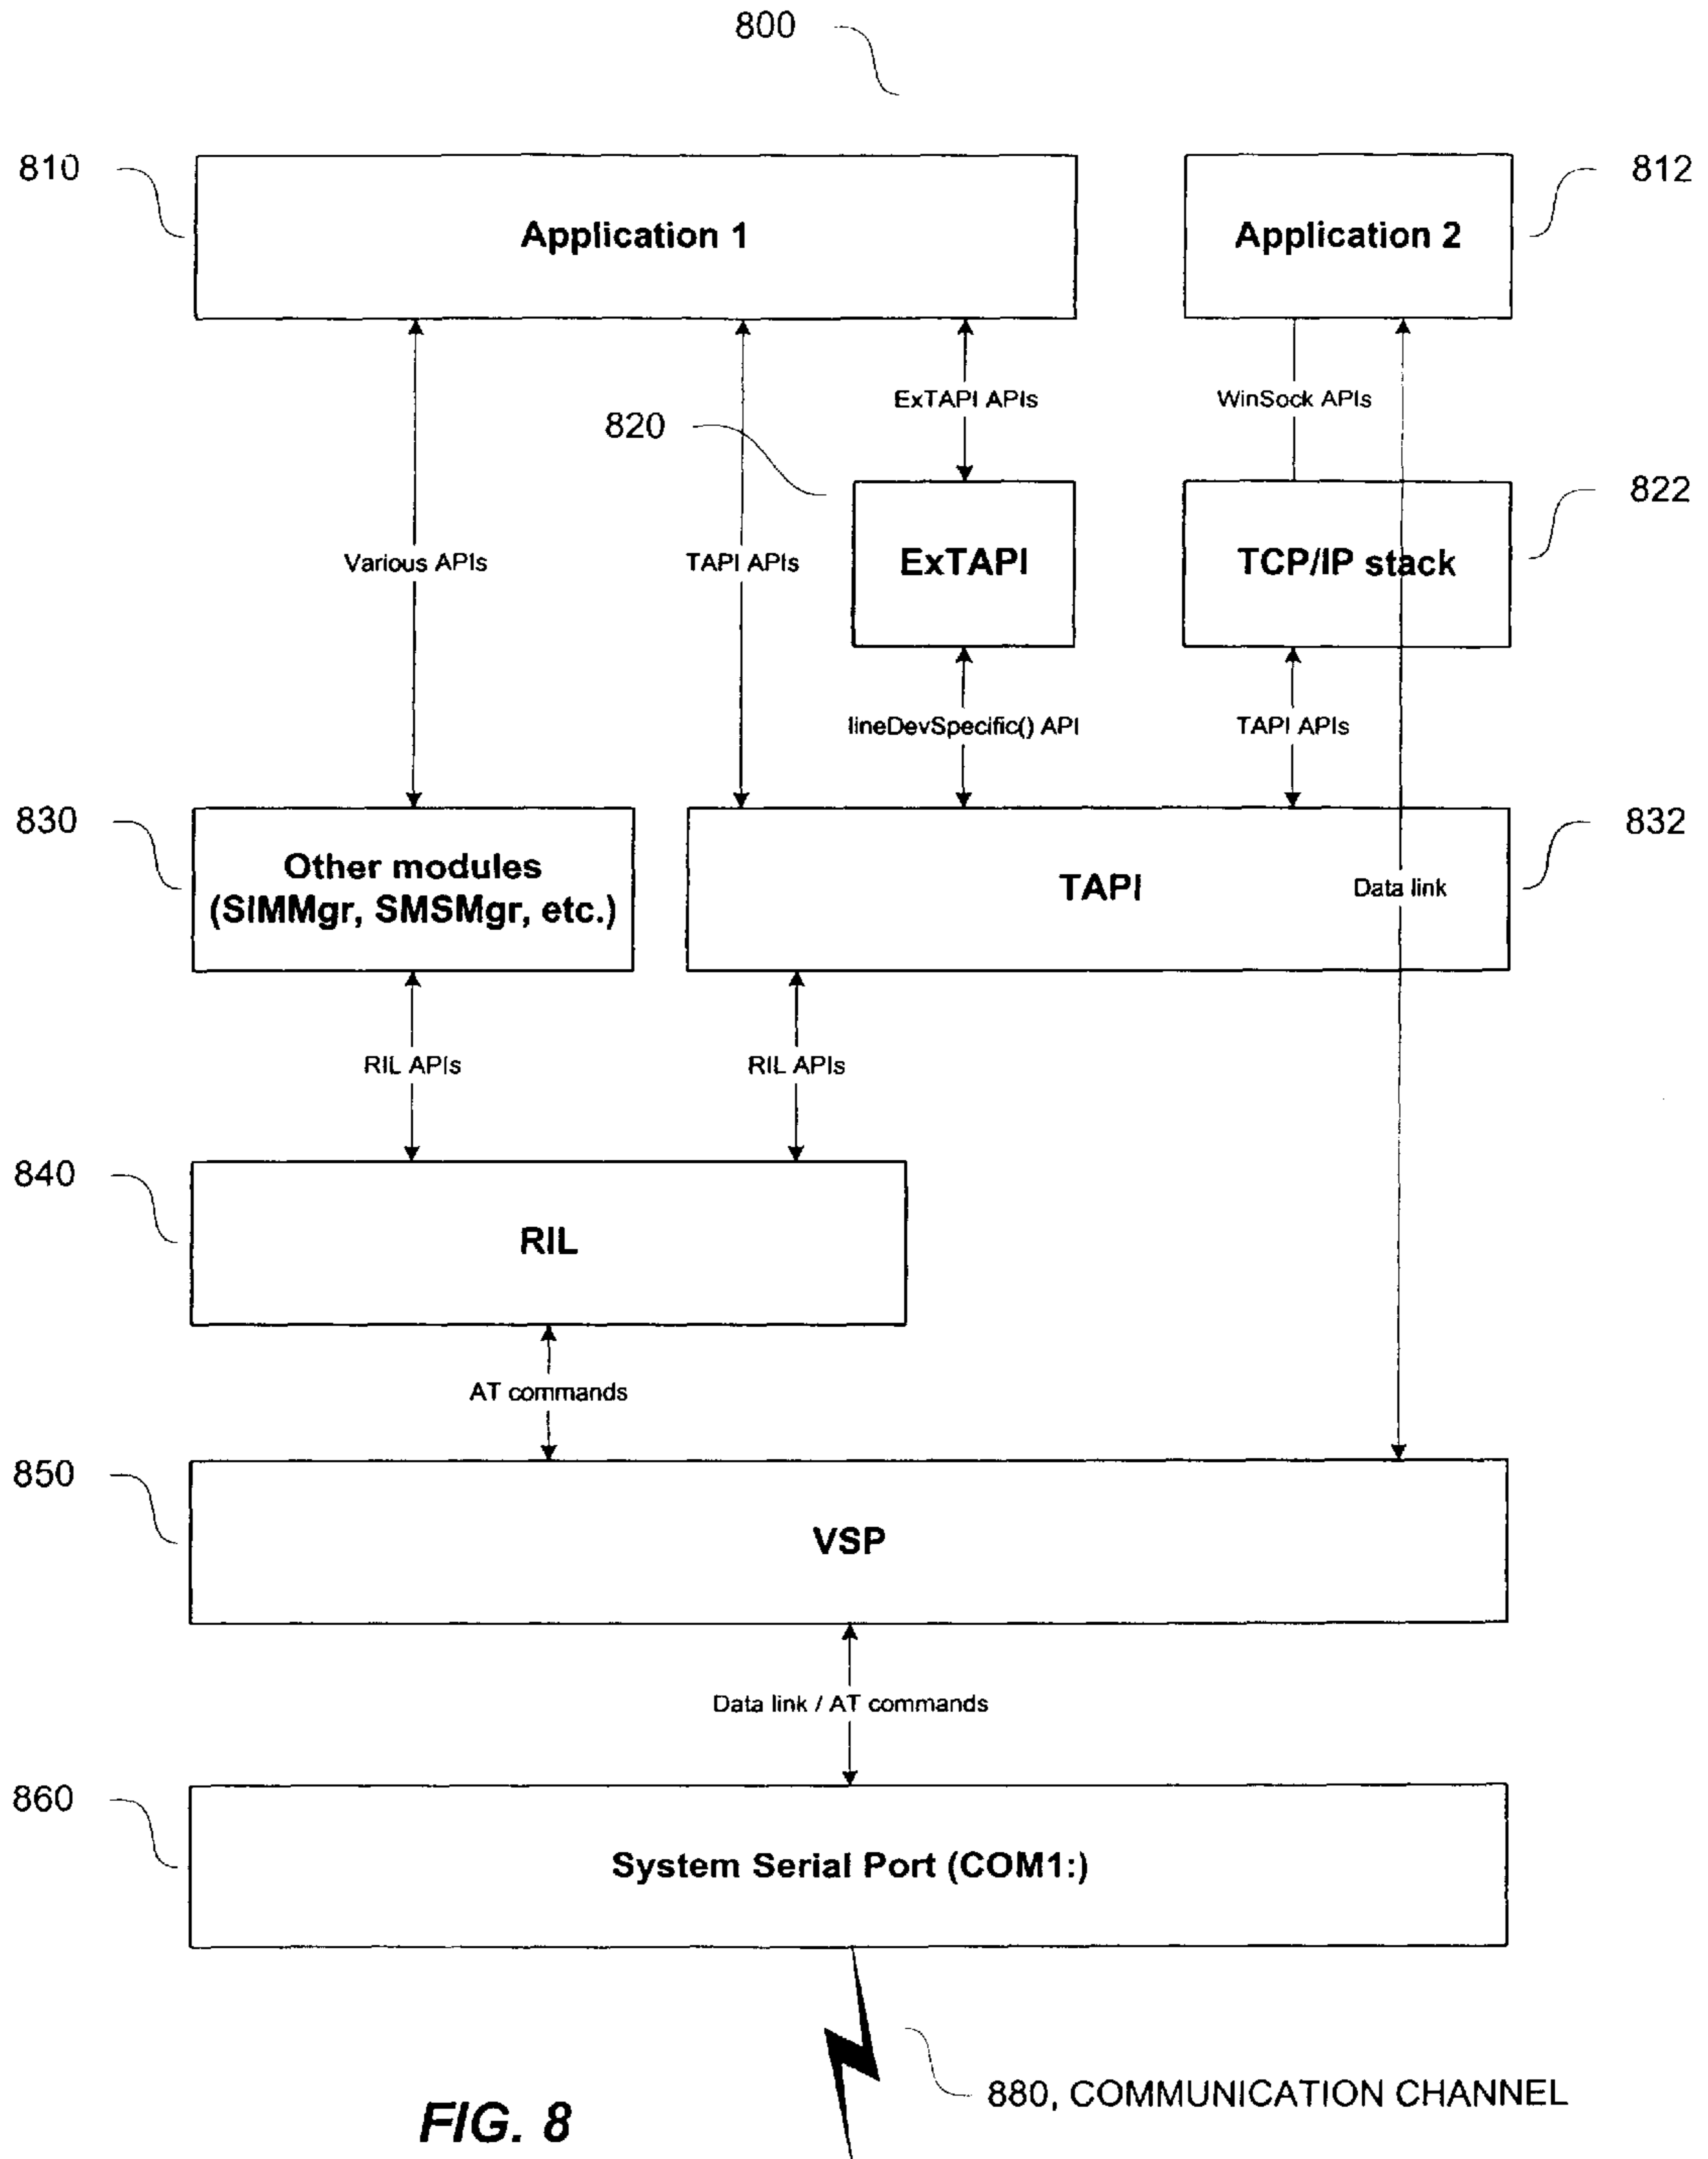 800
810
Application 1
Application 2
812
ExTAPI APIs
WinSock APIs
820
822
Various APIs
TAPI APIs
ExTAPI
TCP/IP stack
lineDevSpecific() API
TAPI APIs
830
Other modules
(SIMMgr, SMSMgr, etc.)
TAPI
Data link
832
RIL APIs
RIL APIs
840
RIL
AT commands
850
VSP
Data link / AT commands
860
System Serial Port (COM1:)
880, COMMUNICATION CHANNEL
FIG. 8